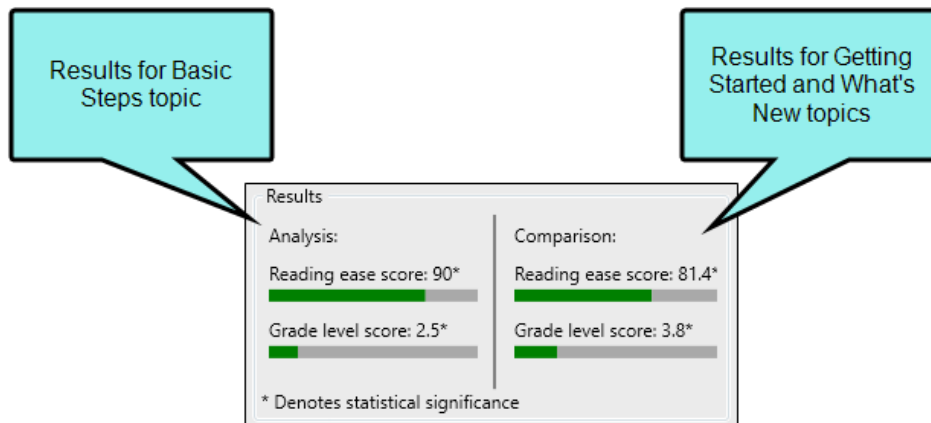 Results for Basic
Steps topic
Results for Getting
Started and What's
New topics
Results
Analysis:
Reading ease score: 90*
Grade level score: 2.5*
Comparison:
Reading ease score: 81.4*
Grade level score: 3.8*
* Denotes statistical significance